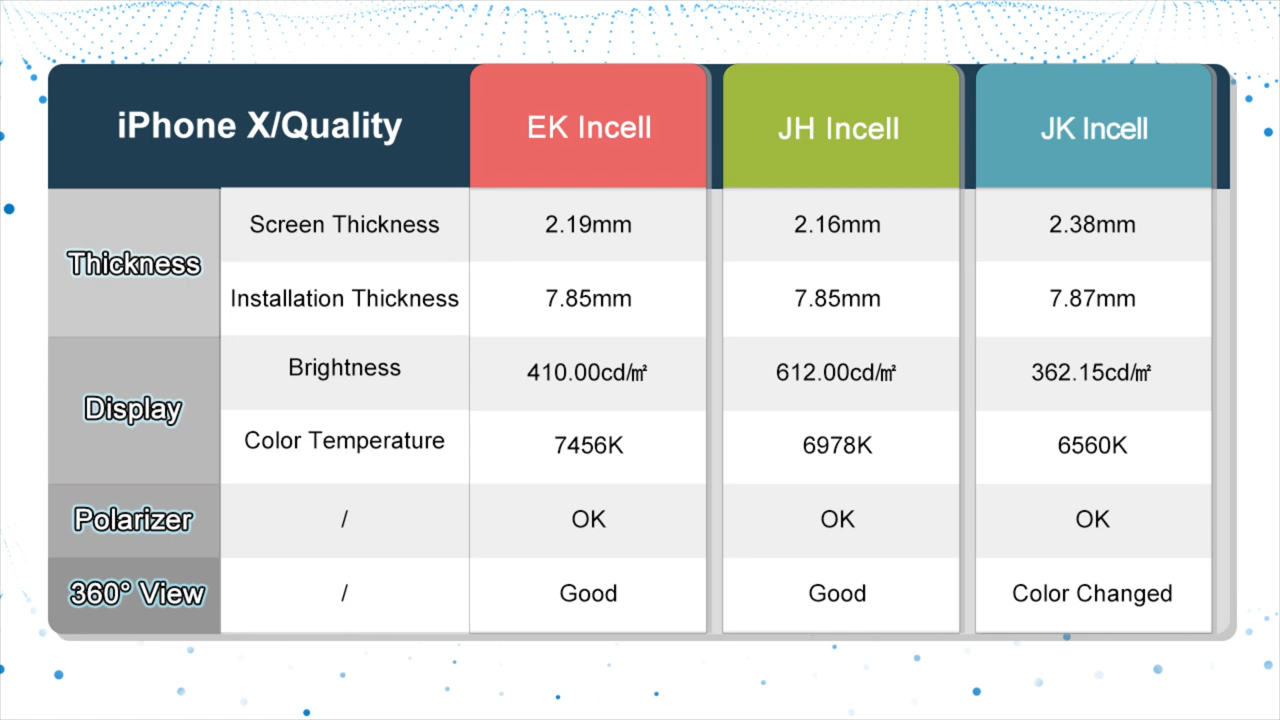 iPhone X/Quality EK Incell JH Incell JK Incell
Thickness
Screen Thickness 2.19mm 2.16mm 2.38mm
Installation Thickness 7.85mm 7.85mm 7.87mm
Display
Brightness 410.00cd/㎡ 612.00cd/㎡ 362.15cd/㎡
Color Temperature 7456K 6978K 6560K
Polarizer / OK OK OK
360° View / Good Good Color Changed